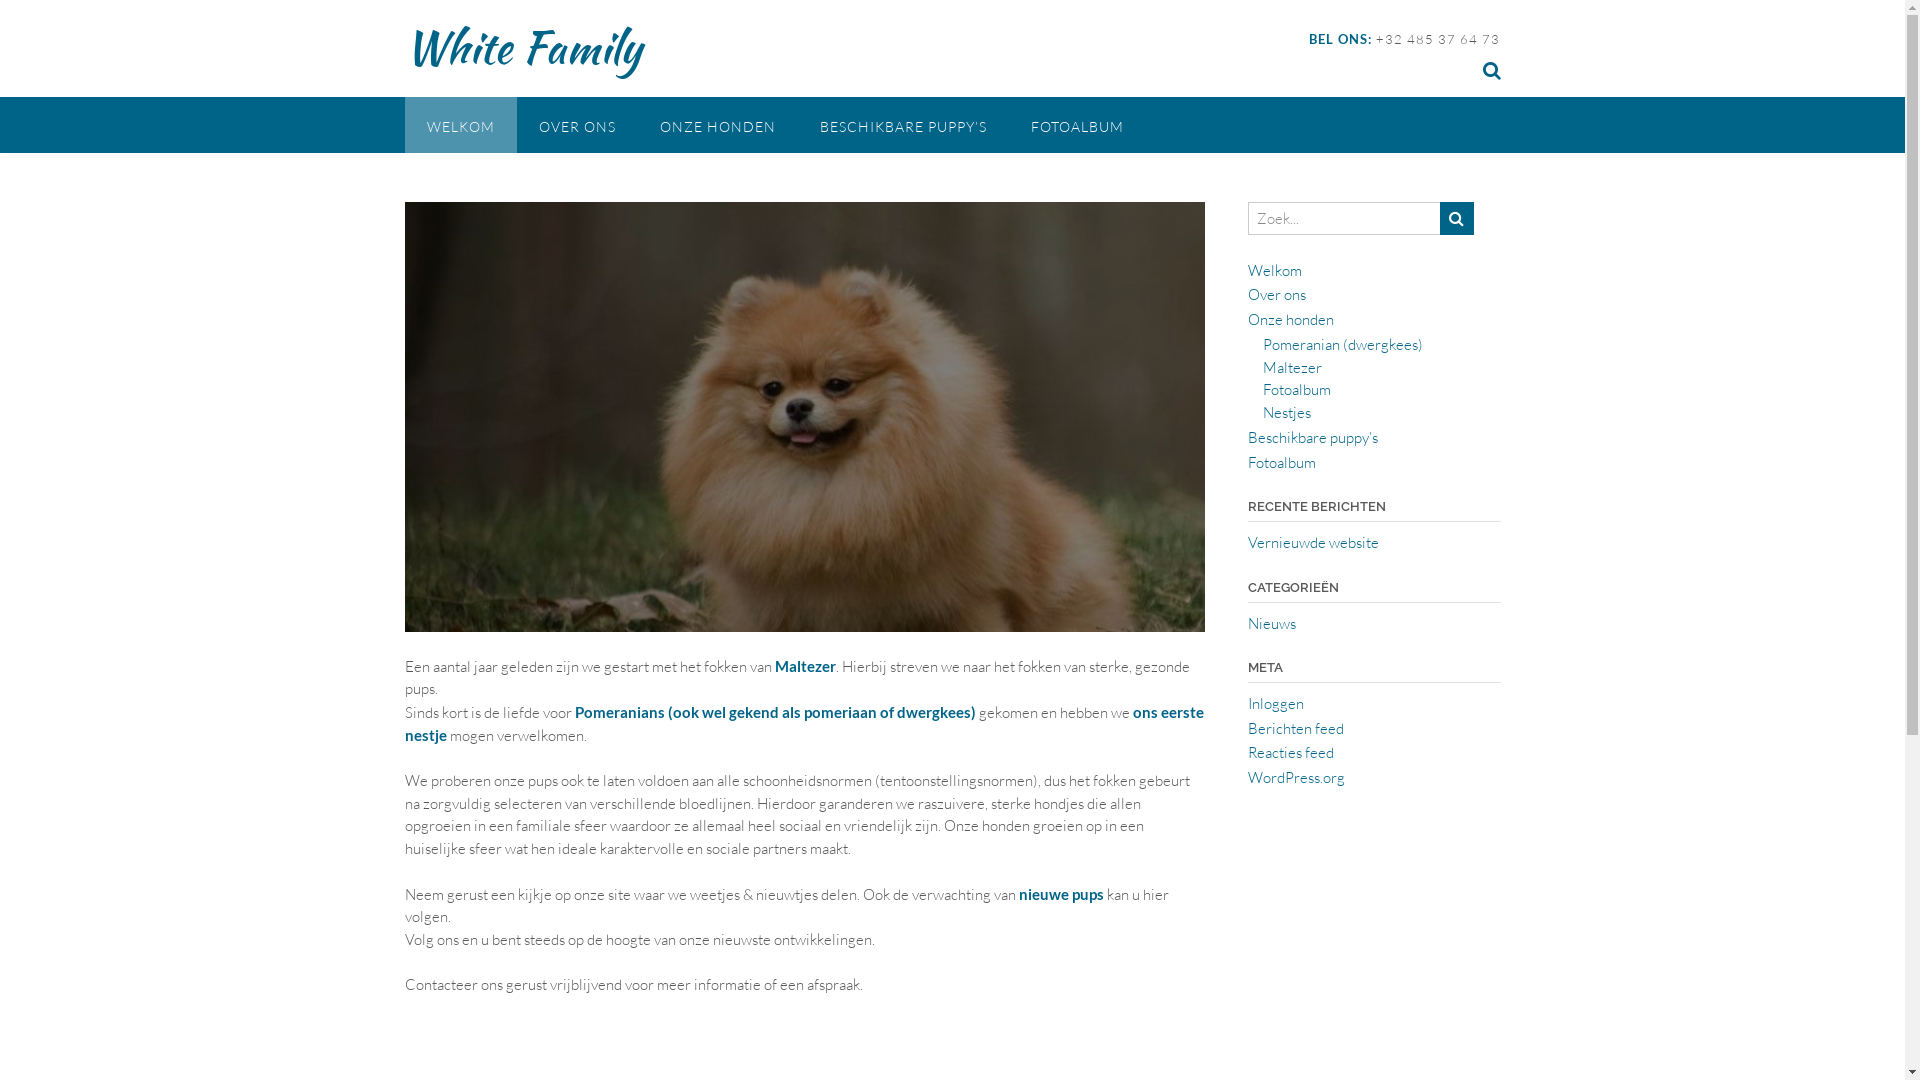 White Family
BEL ONS: +32 485 37 64 73
WELKOM OVER ONS ONZE HONDEN BESCHIKBARE PUPPY'S FOTOALBUM
Een aantal jaar geleden zijn we gestart met het fokken van Maltezer. Hierbij streven we naar het fokken van sterke, gezonde
pups.
Sinds kort is de liefde voor Pomeranians (ook wel gekend als pomeriaan of dwergkees) gekomen en hebben we ons eerste
nestje mogen verwelkomen.
We proberen onze pups ook te laten voldoen aan alle schoonheidsnormen (tentoonstellingsnormen), dus het fokken gebeurt
na zorgvuldig selecteren van verschillende bloedlijnen. Hierdoor garanderen we raszuivere, sterke hondjes die allen
opgroeien in een familiale sfeer waardoor ze allemaal heel sociaal en vriendelijk zijn. Onze honden groeien op in een
huiselijke sfeer wat hen ideale karaktervolle en sociale partners maakt.
Neem gerust een kijkje op onze site waar we weetjes & nieuwtjes delen. Ook de verwachting van nieuwe pups kan u hier
volgen.
Volg ons en u bent steeds op de hoogte van onze nieuwste ontwikkelingen.
Contacteer ons gerust vrijblijvend voor meer informatie of een afspraak.
Zoek...
Welkom
Over ons
Onze honden
Pomeranian (dwergkees)
Maltezer
Fotoalbum
Nestjes
Beschikbare puppy's
Fotoalbum
RECENTE BERICHTEN
Vernieuwde website
CATEGORIEËN
Nieuws
META
Inloggen
Berichten feed
Reacties feed
WordPress.org